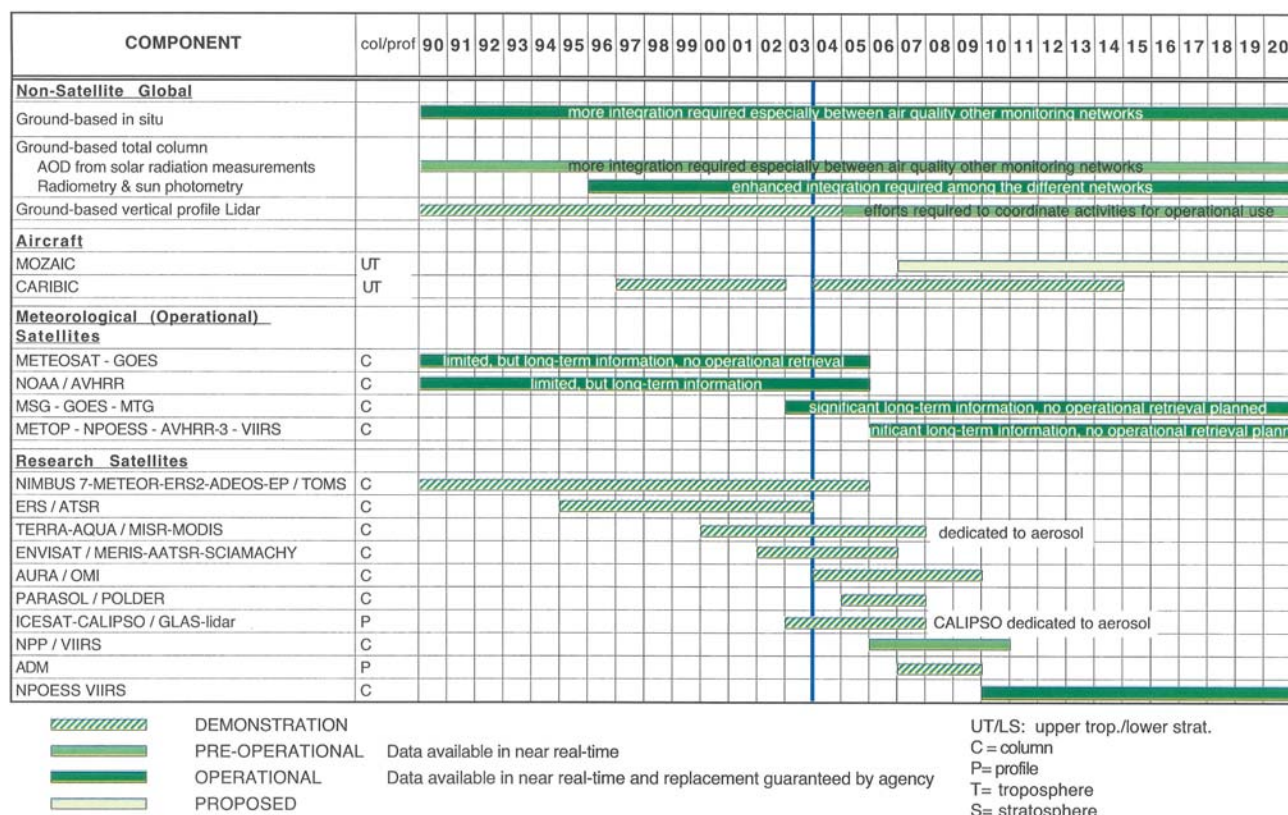 COMPONENT col/prof 90 91 92 93 94 95 96 97 98 99 00 01 02 03 04 05 06 07 08 09 10 11 12 13 14 15 16 17 18 19 20
Non-Satellite Global
Ground-based in situ more integration required especially between air quality other monitoring networks
Ground-based total column
AOD from solar radiation measurements more integration required especially between air quality other monitoring networks
Radiometry & sun photometry enhanced integration required among the different networks
Ground-based vertical profile Lidar efforts required to coordinate activities for operational use
Aircraft
MOZAIC UT
CARIBIC UT
Meteorological (Operational)
Satellites
METEOSAT - GOES C limited, but long-term information, no operational retrieval
NOAA / AVHRR C limited, but long-term information
MSG - GOES - MTG C significant long-term information, no operational retrieval planned
METOP - NPOESS - AVHRR-3 - VIIRS C nificant long-term information, no operational retrieval plann
Research Satellites
NIMBUS 7-METEOR-ERS2-ADEOS-EP / TOMS C
ERS / ATSR C
TERRA-AQUA / MISR-MODIS C dedicated to aerosol
ENVISAT / MERIS-AATSR-SCIAMACHY C
AURA / OMI C
PARASOL / POLDER C
ICESAT-CALIPSO / GLAS-lidar P CALIPSO dedicated to aerosol
NPP / VIIRS C
ADM P
NPOESS VIIRS C
DEMONSTRATION
PRE-OPERATIONAL Data available in near real-time
OPERATIONAL Data available in near real-time and replacement guaranteed by agency
PROPOSED
UT/LS: upper trop./lower strat.
C = column
P= profile
T= troposphere
S= stratosphere